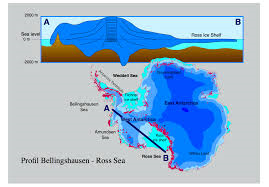 2000 m
A
B
Sea level
0 m
Ross Ice Shelf
2000 m
Weddell Sea
Bellingshausen
Sea
A
East Antarctica
West Antarctica
Amundsen
Sea
Ross Sea
B
Profil Bellingshausen - Ross Sea